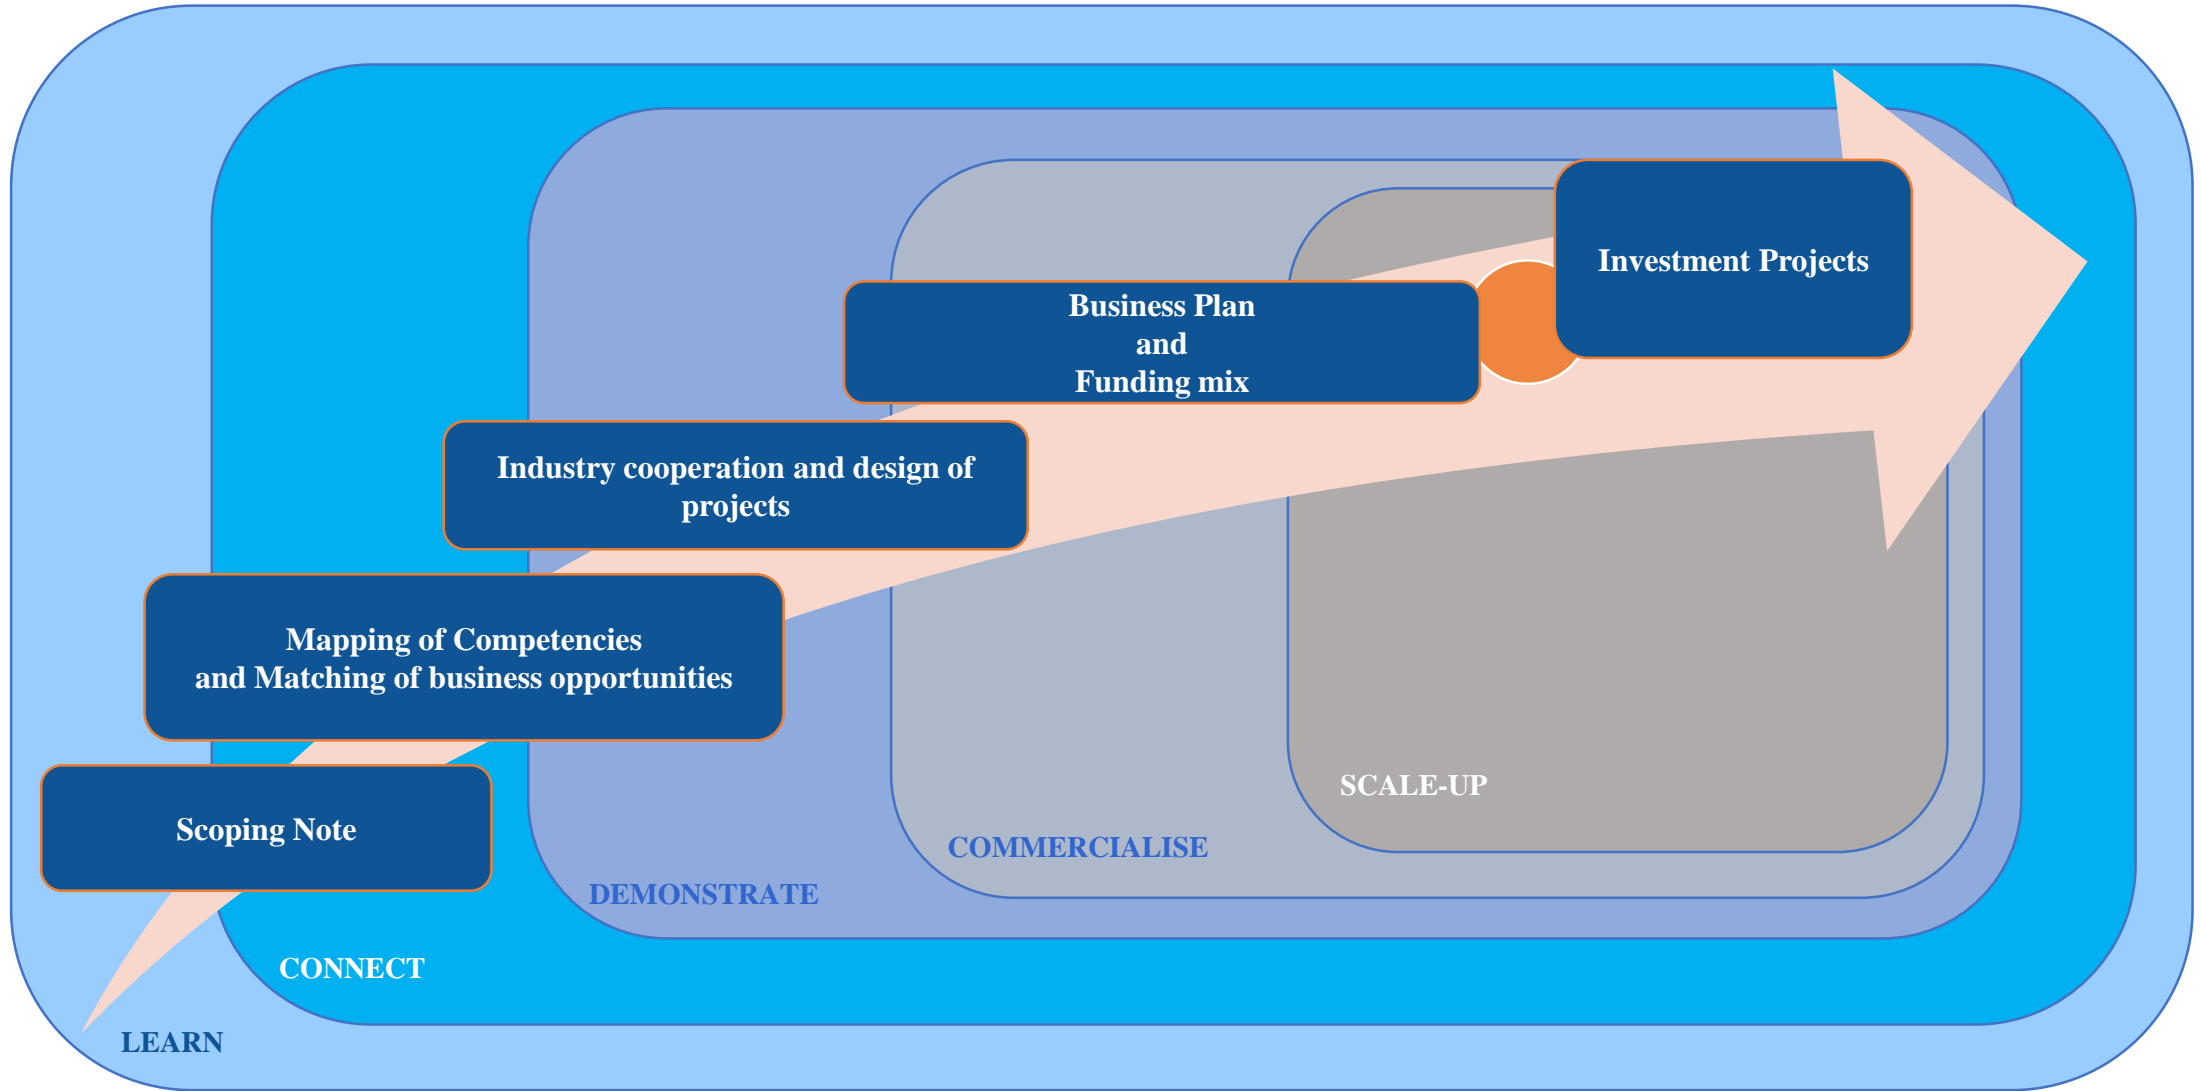 Investment Projects
Business Plan
and
Funding mix
Industry cooperation and design of
projects
Mapping of Competencies
and Matching of business opportunities
Scoping Note
SCALE-UP
COMMERCIALISE
DEMONSTRATE
CONNECT
LEARN